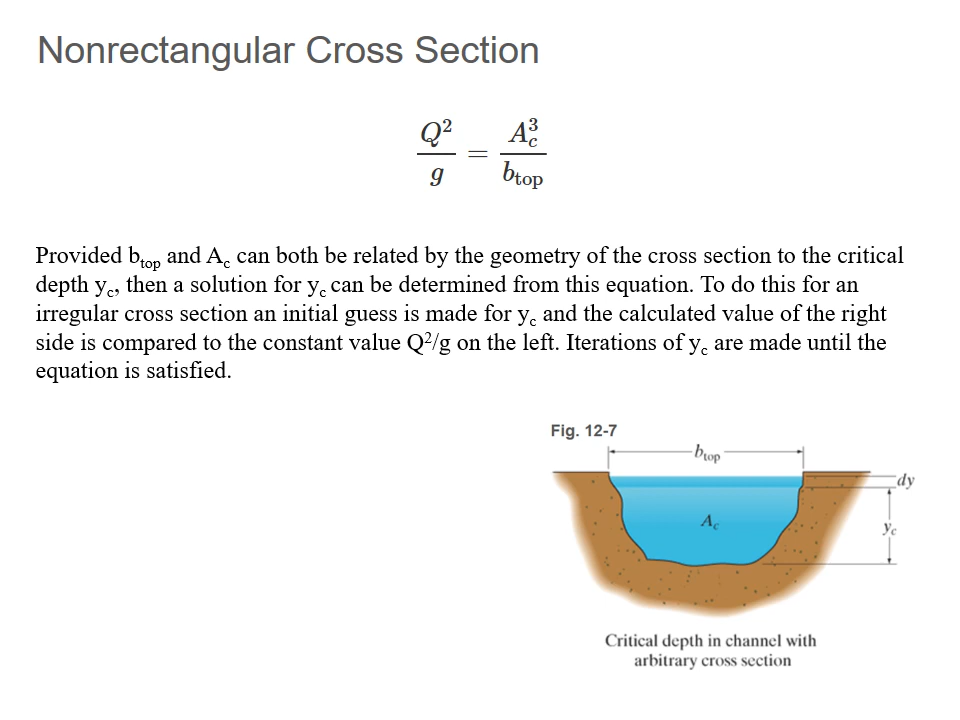 Nonrectangular Cross Section
Q²/g = A_c³/b_top
Provided b_top and A_c can both be related by the geometry of the cross section to the critical
depth y_c, then a solution for y_c can be determined from this equation. To do this for an
irregular cross section an initial guess is made for y_c and the calculated value of the right
side is compared to the constant value Q²/g on the left. Iterations of y_c are made until the
equation is satisfied.
Fig. 12-7
b_top
dy
A_c
y_c
Critical depth in channel with
arbitrary cross section